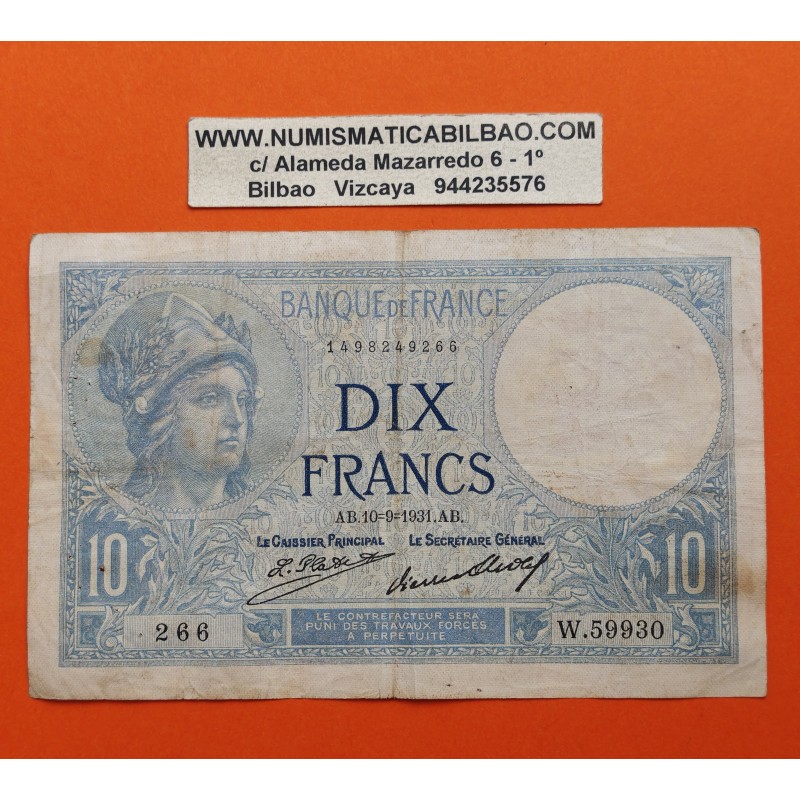 WWW.NUMISMATICABILBAO.COM
c/ Alameda Mazarredo 6 - 1º
Bilbao Vizcaya 944235576
BANQUE DE FRANCE
1498249266
DIX
FRANCS
AB.10=9=1931.AB.
LE CAISSIER PRINCIPAL LE SECRÉTAIRE GÉNÉRAL
10 10
266 W.59930
LE CONTREFACTEUR SERA
PUNI DES TRAVAUX FORCÉS
A PERPÉTUITÉ